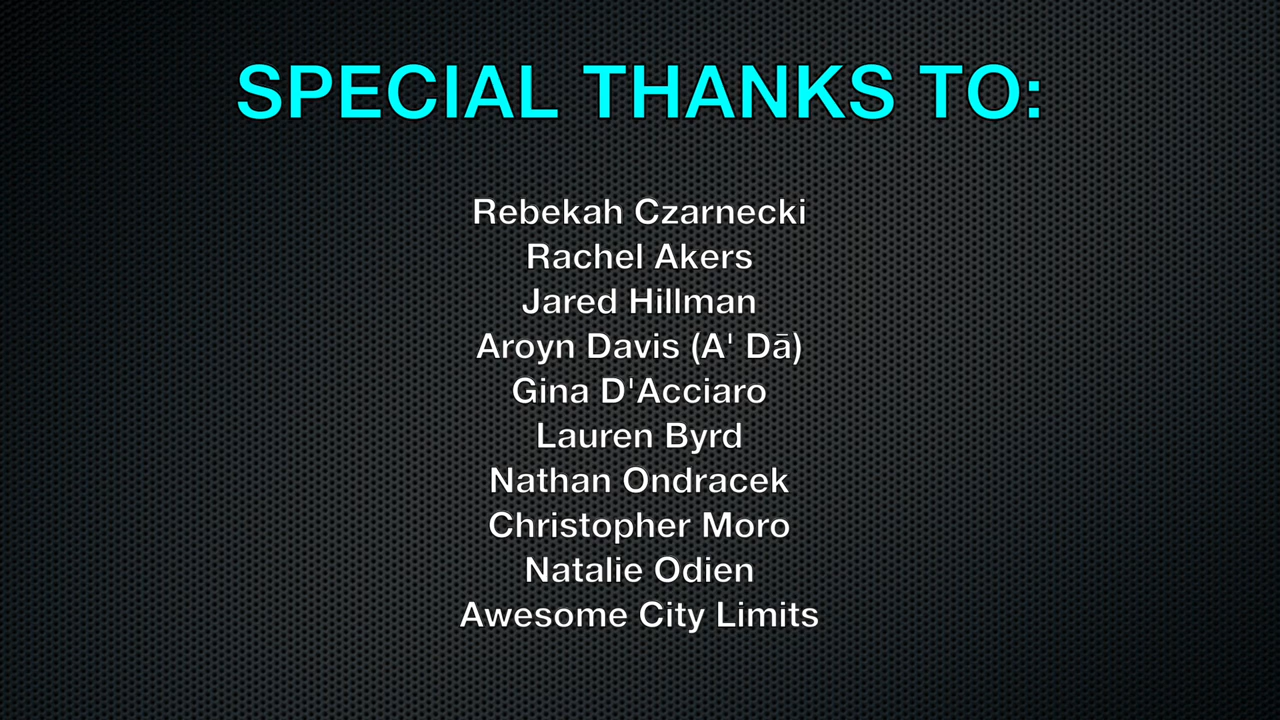 SPECIAL THANKS TO:
Rebekah Czarnecki
Rachel Akers
Jared Hillman
Aroyn Davis (A' Dā)
Gina D'Acciaro
Lauren Byrd
Nathan Ondracek
Christopher Moro
Natalie Odien
Awesome City Limits